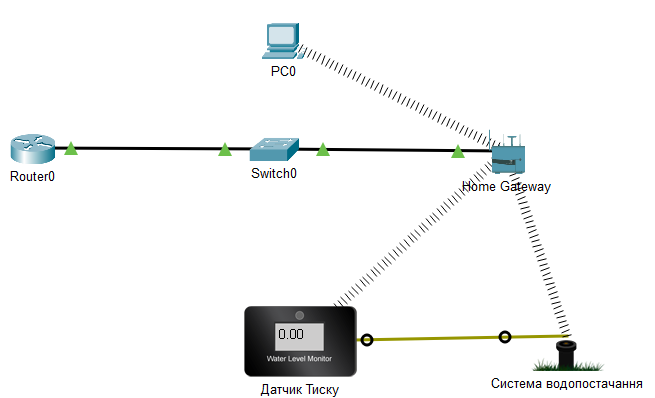 PC0
Router0
Switch0
Home Gateway
0.00
Water Level Monitor
Датчик Тиску
Система водопостачання